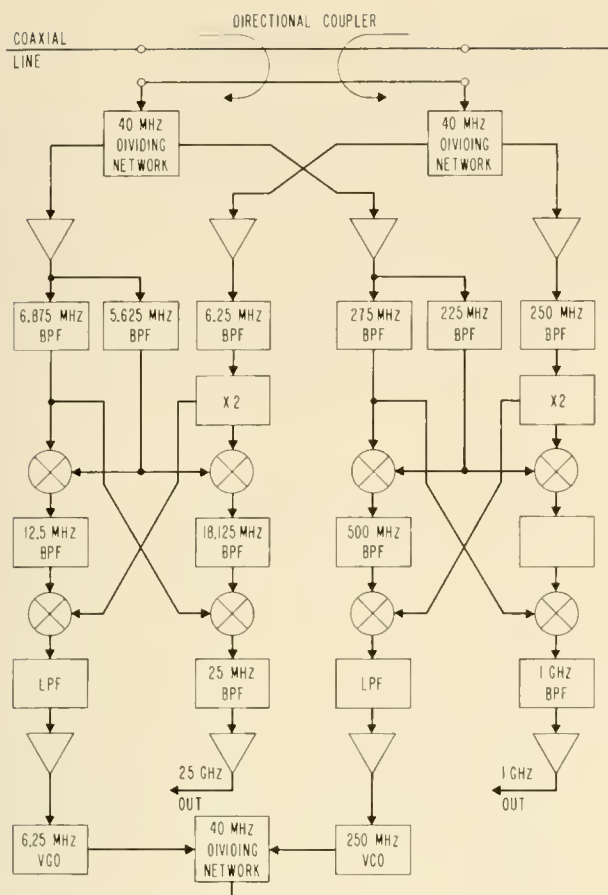 DIRECTIONAL COUPLER
COAXIAL
LINE
40 MHz
DIVIDING
NETWORK
40 MHz
DIVIDING
NETWORK
6.875 MHz
BPF
5.625 MHz
BPF
6.25 MHz
BPF
275 MHz
BPF
225 MHz
BPF
250 MHz
BPF
X2
X2
12.5 MHz
BPF
18.125 MHz
BPF
500 MHz
BPF
LPF
25 MHz
BPF
LPF
1 GHz
BPF
25 GHz
OUT
1 GHz
OUT
6.25 MHz
VCO
40 MHz
DIVIDING
NETWORK
250 MHz
VCO